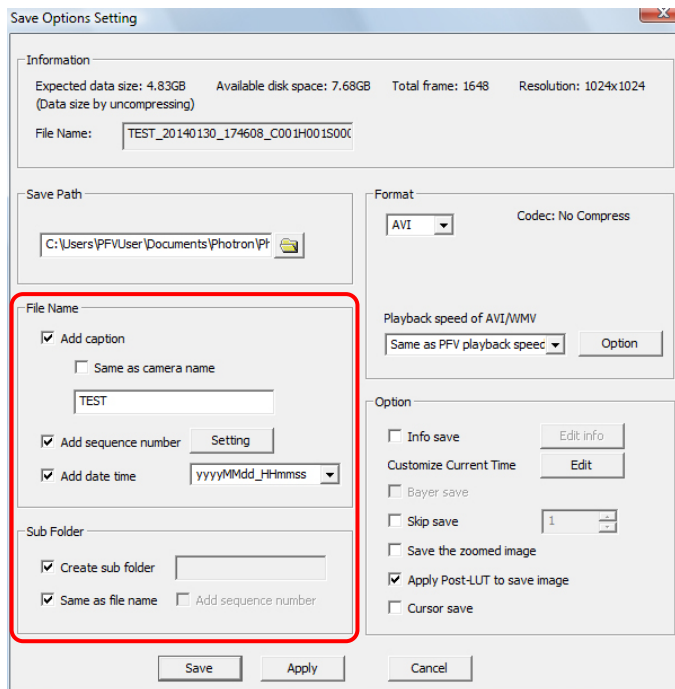 Save Options Setting
Information
Expected data size: 4.83GB Available disk space: 7.68GB Total frame: 1648 Resolution: 1024x1024
(Data size by uncompressing)
File Name: TEST_20140130_174608_C001H001S000
Save Path
C:\Users\PFVUser\Documents\Photron\Ph
File Name
Add caption
Same as camera name
TEST
Add sequence number Setting
Add date time yyyyMMdd_HHmmss
Sub Folder
Create sub folder
Same as file name Add sequence number
Format
AVI Codec: No Compress
Playback speed of AVI/WMV
Same as PFV playback speed Option
Option
Info save Edit info
Customize Current Time Edit
Bayer save
Skip save 1
Save the zoomed image
Apply Post-LUT to save image
Cursor save
Save Apply Cancel